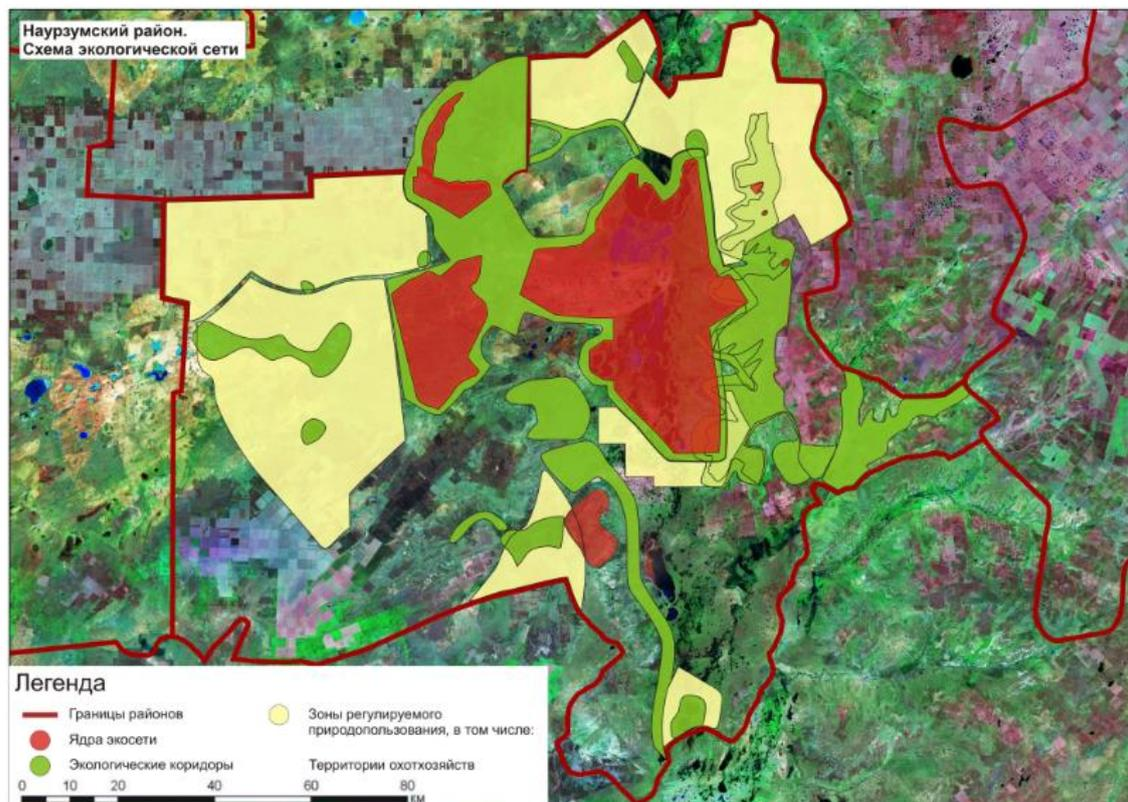 Наурзумский район.
Схема экологической сети
Легенда
Границы районов
Ядра экосети
Экологические коридоры
Зоны регулируемого
природопользования, в том числе:
Территории охотхозяйств
0 10 20 40 60 80
КМ